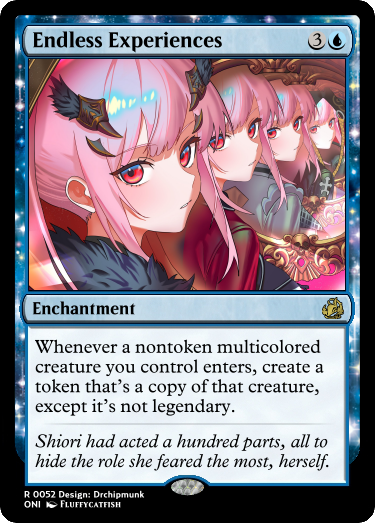 Endless Experiences 3
Enchantment
Whenever a nontoken multicolored
creature you control enters, create a
token that's a copy of that creature,
except it's not legendary.
Shiori had acted a hundred parts, all to
hide the role she feared the most, herself.
R 0052 Design: Drchipmunk
ONI Fluffycatfish